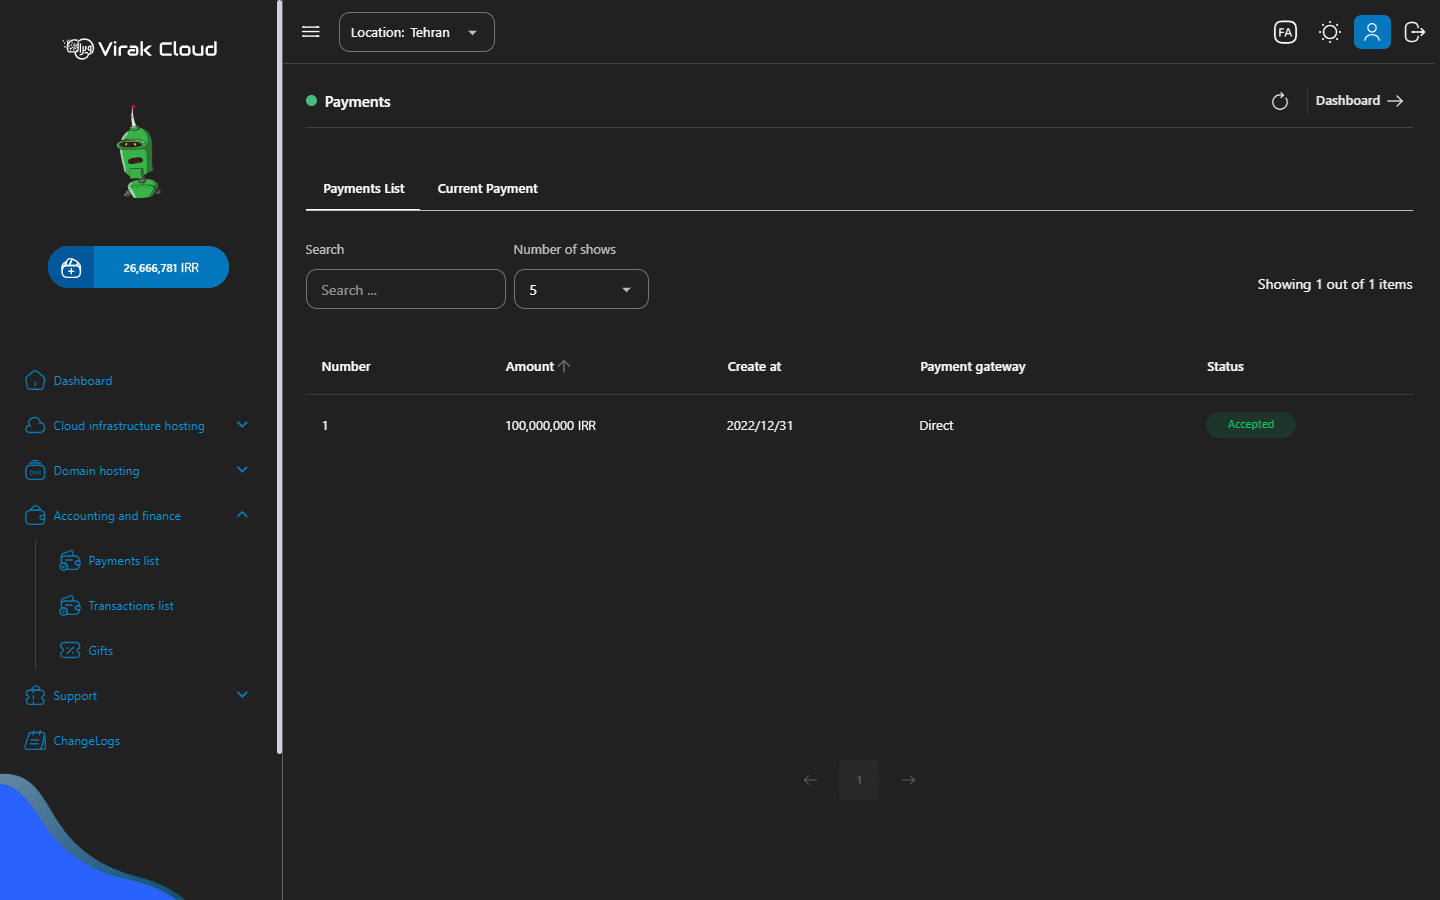 Virak Cloud
26,666,781 IRR
Dashboard
Cloud infrastructure hosting
DNS
Domain hosting
Accounting and finance
Payments list
Transactions list
Gifts
Support
ChangeLogs
Location: Tehran
FA
Payments
Dashboard
Payments List
Current Payment
Search
Number of shows
Search ...
5
Showing 1 out of 1 items
Number
Amount
Create at
Payment gateway
Status
1
100,000,000 IRR
2022/12/31
Direct
Accepted
1